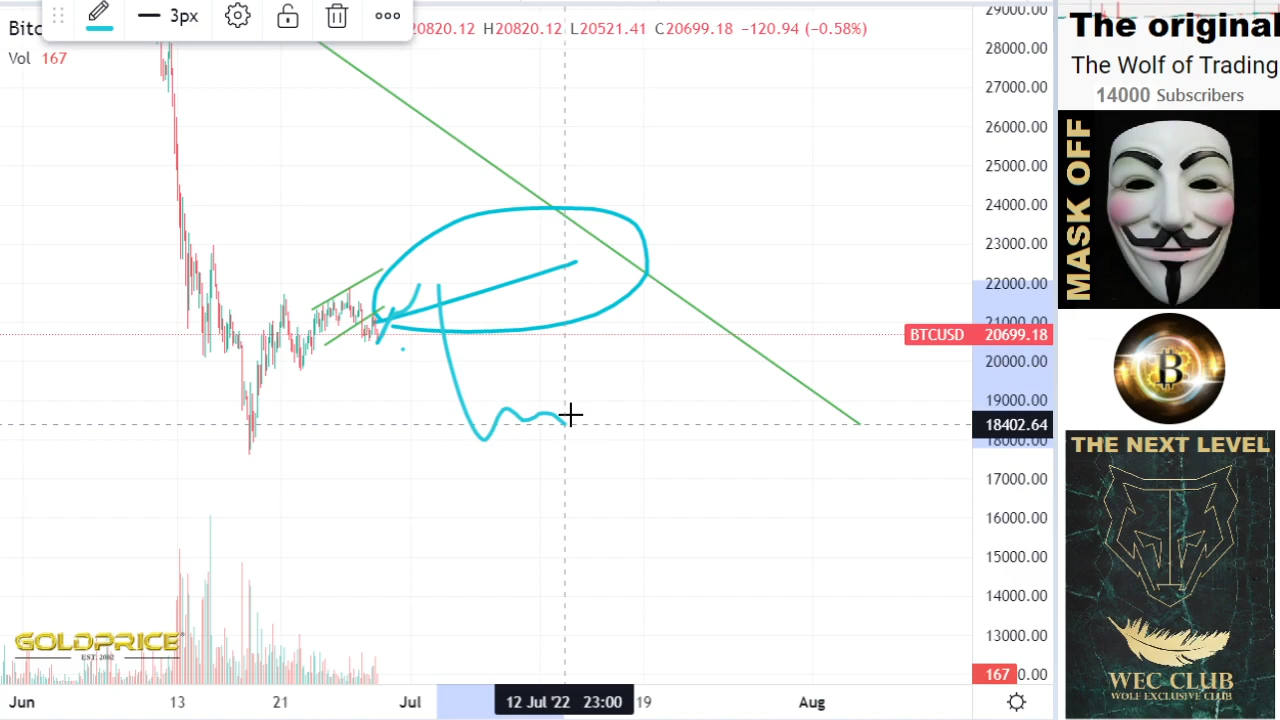 3px
Bitc
20820.12 H20820.12 L20521.41 C20699.18 −120.94 (−0.58%)
Vol 167
29000.00
28000.00
27000.00
26000.00
25000.00
24000.00
23000.00
22000.00
21000.00
BTCUSD 20699.18
20000.00
19000.00
18402.64
18000.00
17000.00
16000.00
15000.00
14000.00
13000.00
167
0.00
Jun 13 21 Jul 12 Jul '22 23:00 19 Aug
GOLDPRICE
EST. 2002
The original
The Wolf of Trading
14000 Subscribers
MASK OFF
THE NEXT LEVEL
WEC CLUB
WOLF EXCLUSIVE CLUB